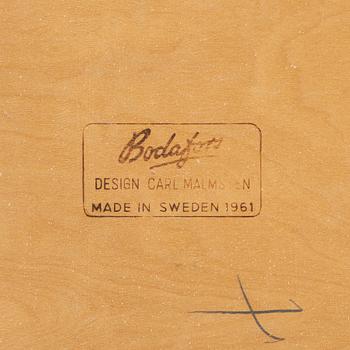 Bodafors
DESIGN CARL MALMSTEN
MADE IN SWEDEN 1961